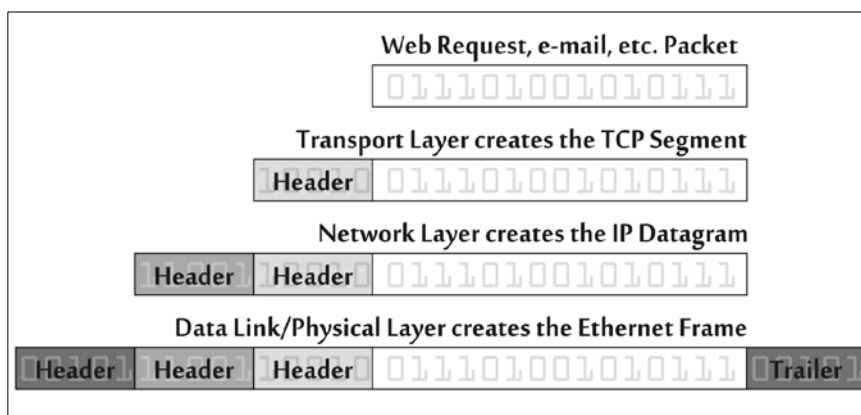 Web Request, e-mail, etc. Packet
0111010010101111
Transport Layer creates the TCP Segment
Header 0111010010101111
Network Layer creates the IP Datagram
Header Header 0111010010101111
Data Link/Physical Layer creates the Ethernet Frame
Header Header Header 0111010010101111 Trailer